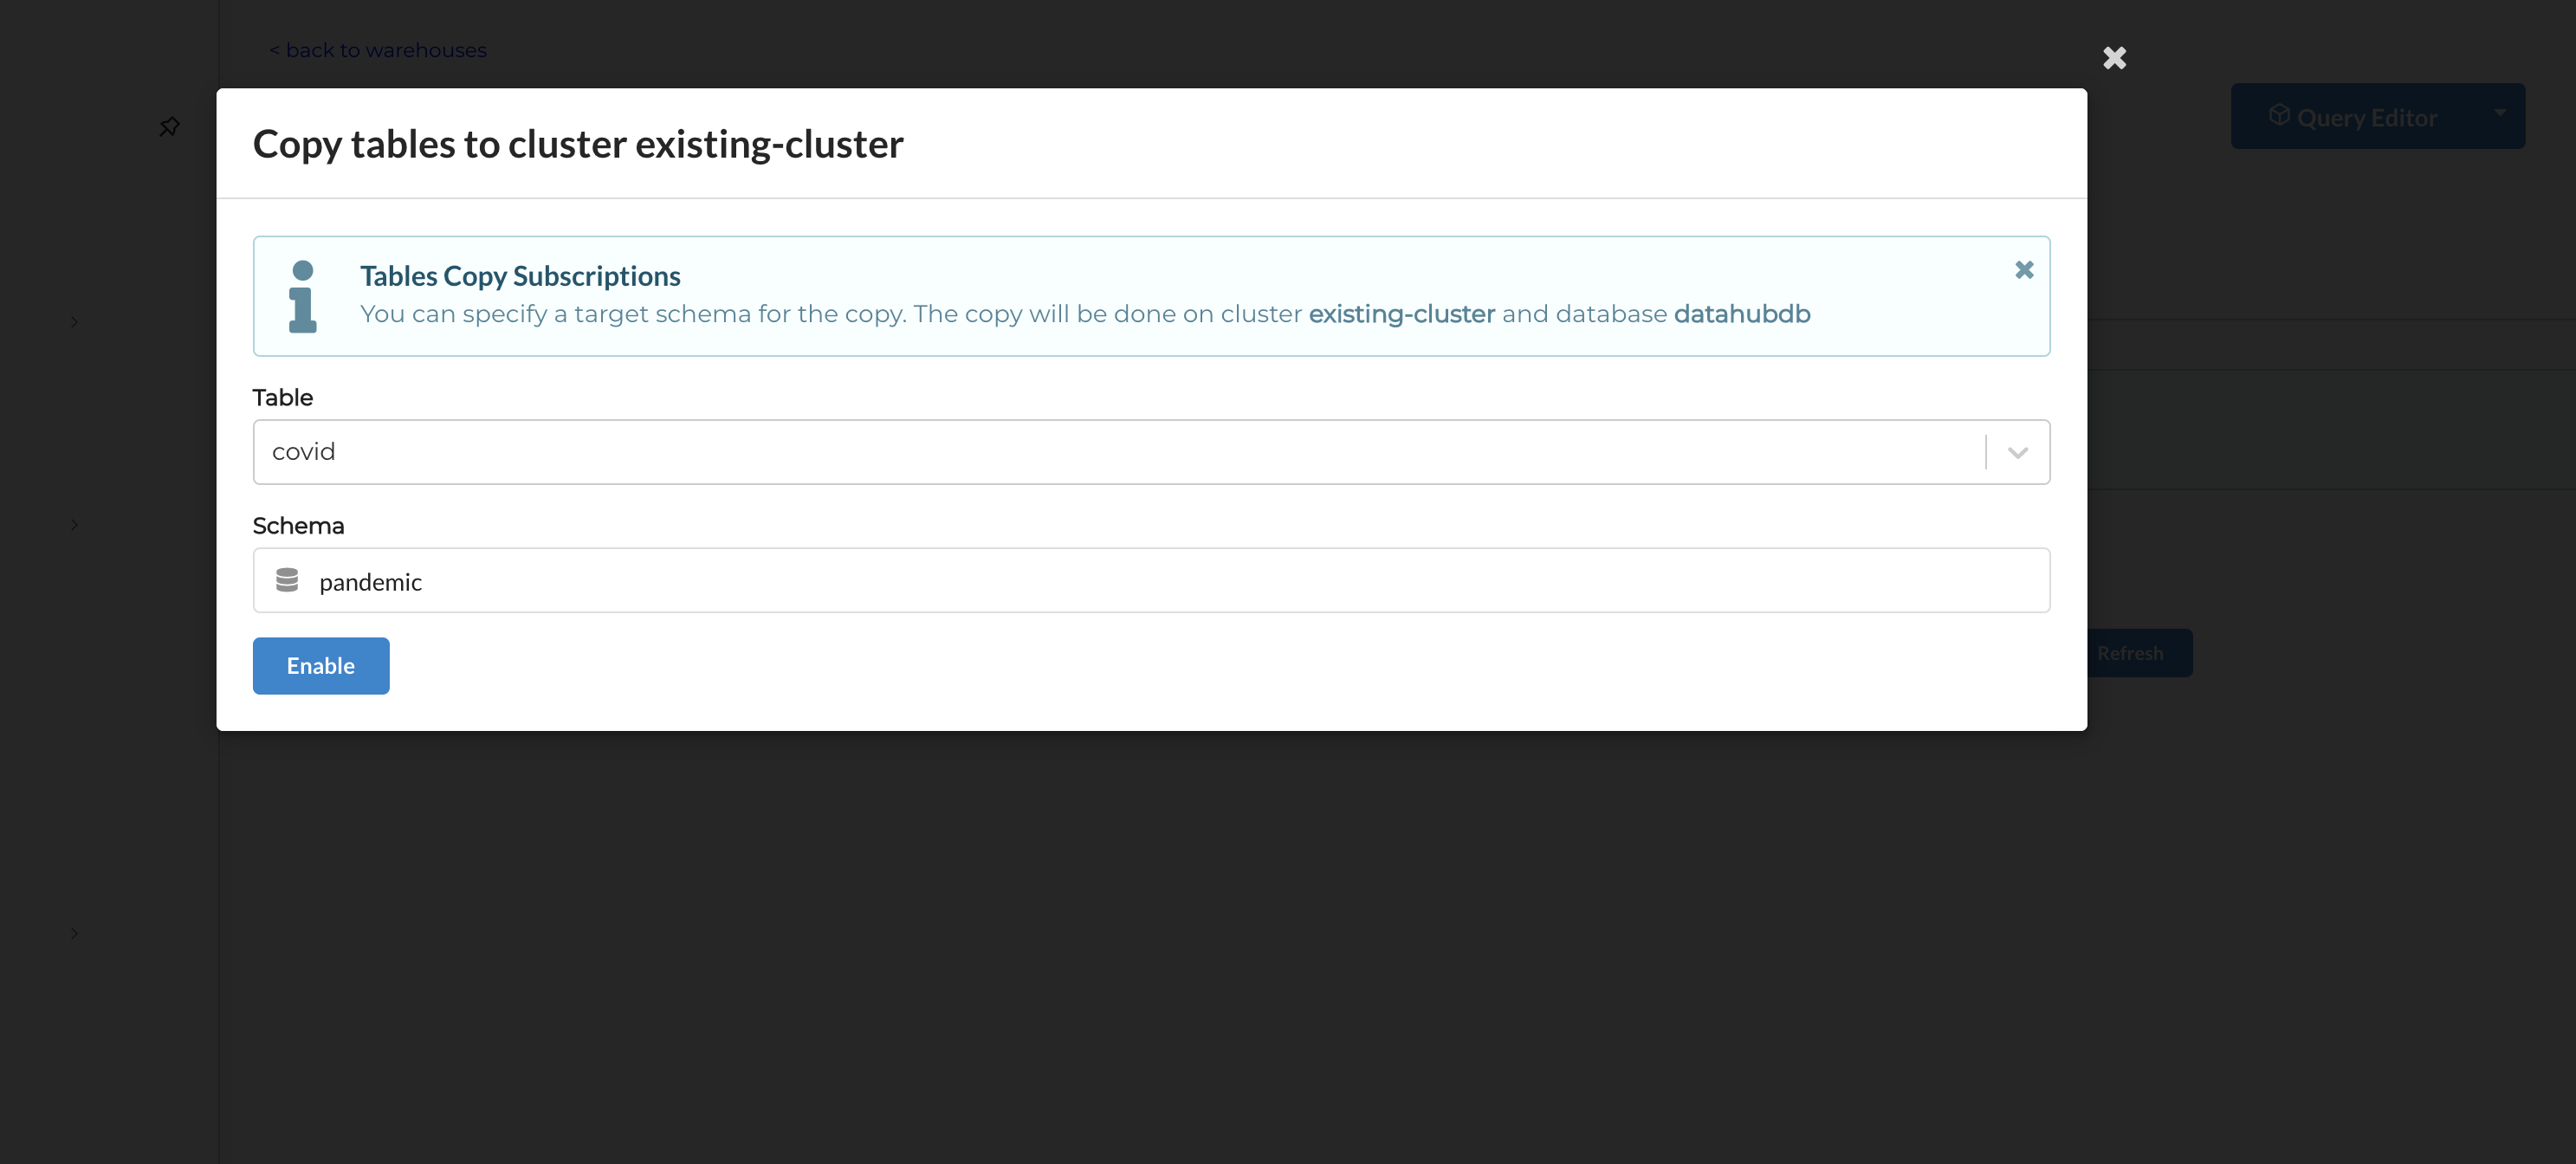 < back to warehouses
Query Editor
Copy tables to cluster existing-cluster
Tables Copy Subscriptions
You can specify a target schema for the copy. The copy will be done on cluster existing-cluster and database datahubdb
Table
covid
Schema
pandemic
Enable
Refresh